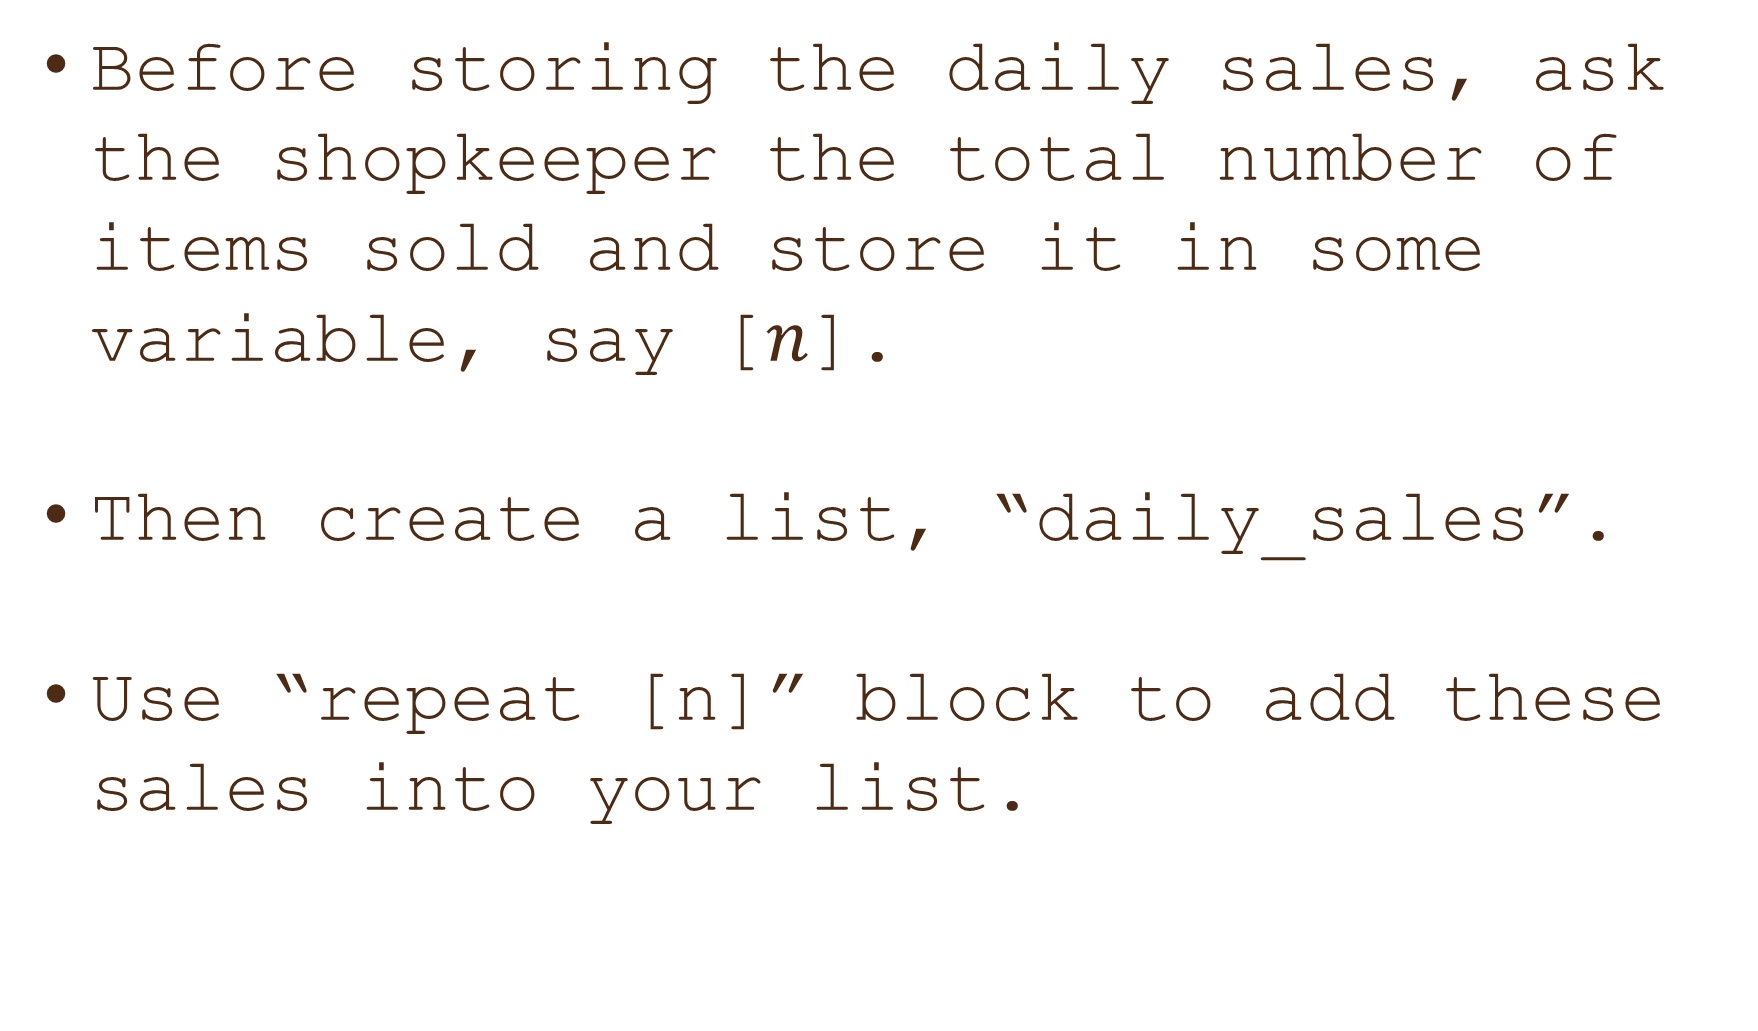 • Before storing the daily sales, ask
the shopkeeper the total number of
items sold and store it in some
variable, say [n].
• Then create a list, “daily_sales”.
• Use “repeat [n]” block to add these
sales into your list.